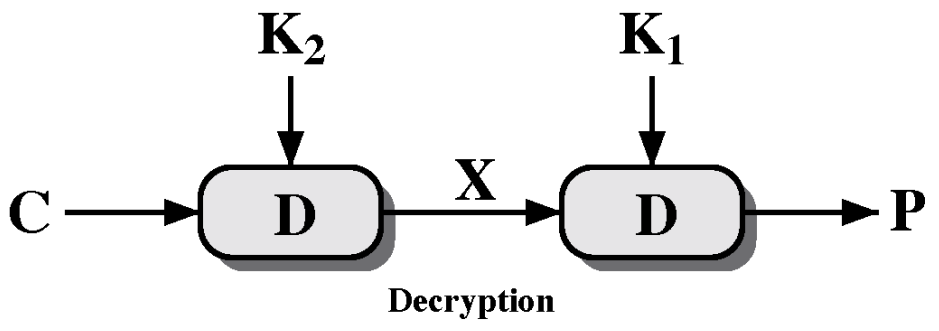 K₂ K₁
C D X D P
Decryption